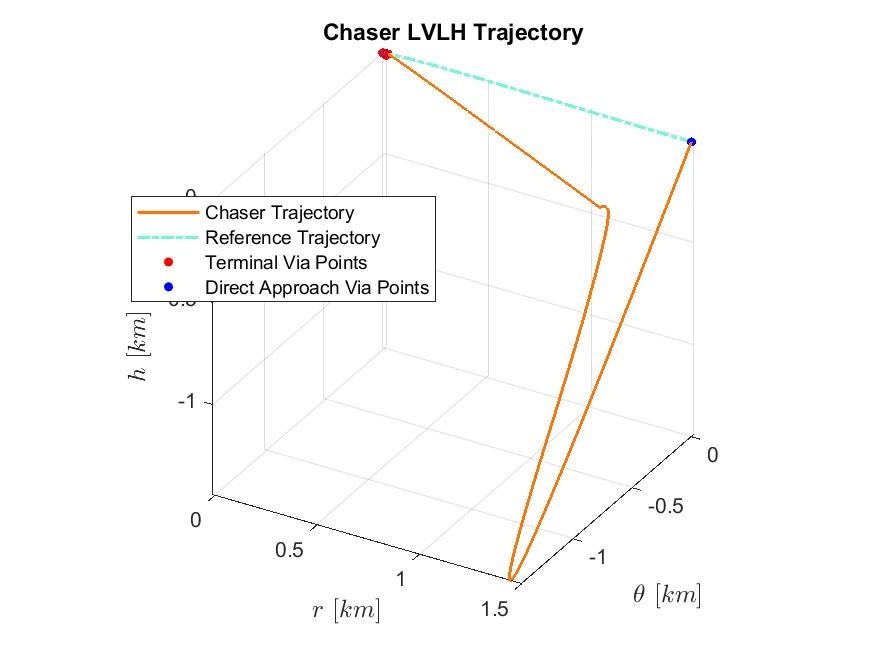 Chaser LVLH Trajectory
0
Chaser Trajectory
Reference Trajectory
Terminal Via Points
Direct Approach Via Points
h [km]
-1
0
0.5
1
1.5
r [km]
0
-0.5
-1
θ [km]